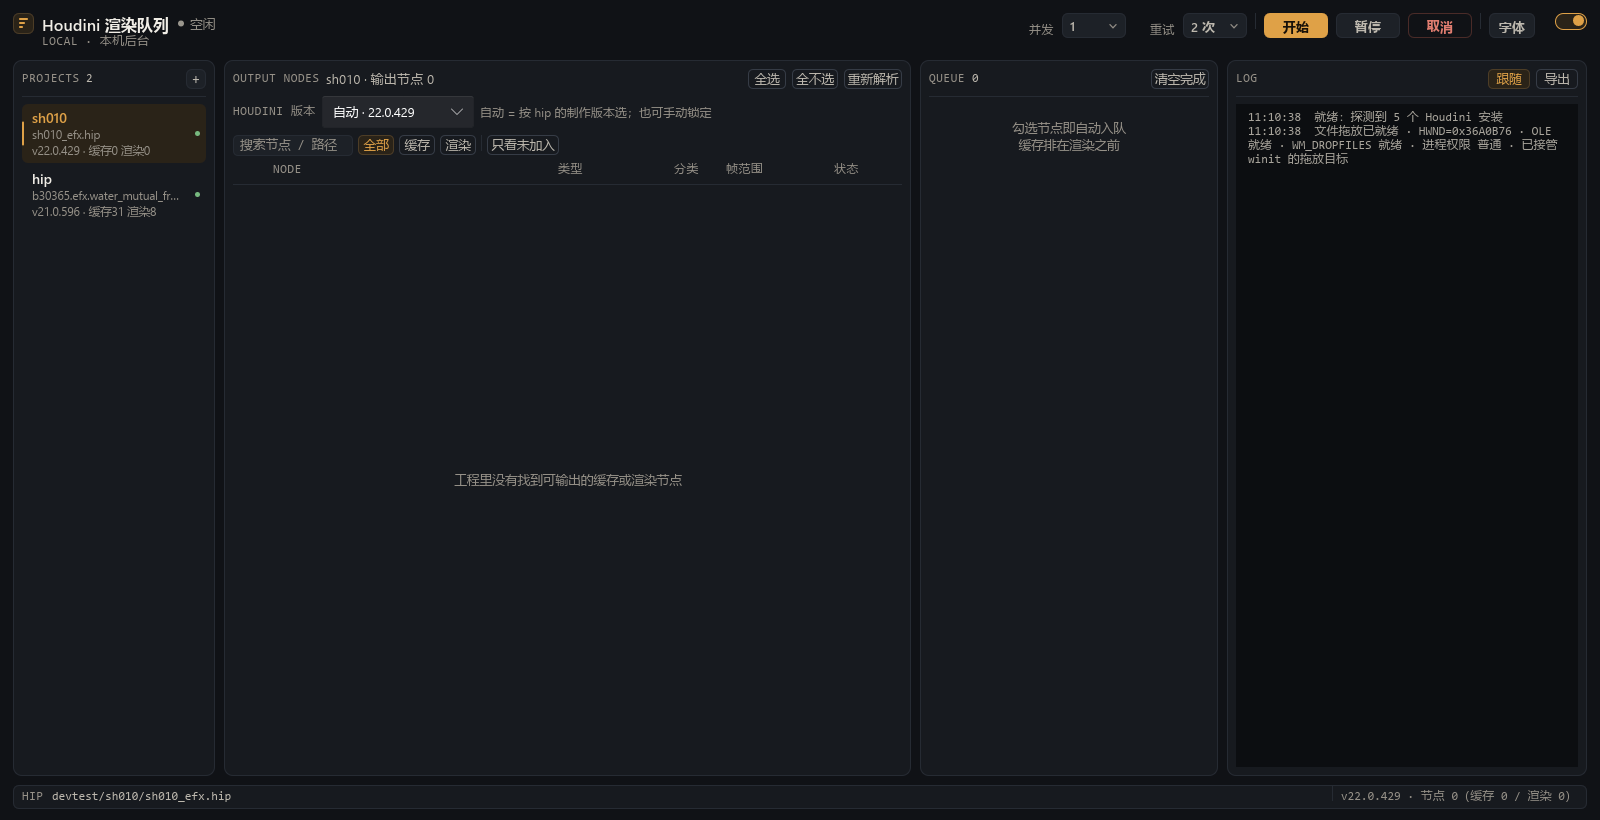 Houdini 渲染队列 空闲
LOCAL · 本机后台
并发 1 重试 2 次 开始 暂停 取消 字体
PROJECTS 2 +
sh010
sh010_efx.hip
v22.0.429 · 缓存0 渲染0
hip
b30365.efx.water_mutual_fr...
v21.0.596 · 缓存31 渲染8
OUTPUT NODES sh010 · 输出节点 0 全选 全不选 重新解析
HOUDINI 版本 自动 · 22.0.429 自动 = 按 hip 的制作版本选；也可手动锁定
搜索节点 / 路径 全部 缓存 渲染 只看未加入
NODE 类型 分类 帧范围 状态
工程里没有找到可输出的缓存或渲染节点
QUEUE 0 清空完成
勾选节点即自动入队
缓存排在渲染之前
LOG 跟随 导出
11:10:38 就绪：探测到 5 个 Houdini 安装
11:10:38 文件拖放已就绪 · HWND=0x36A0B76 · OLE
就绪 · WM_DROPFILES 就绪 · 进程权限 普通 · 已接管
winit 的拖放目标
HIP devtest/sh010/sh010_efx.hip
v22.0.429 · 节点 0 (缓存 0 / 渲染 0)